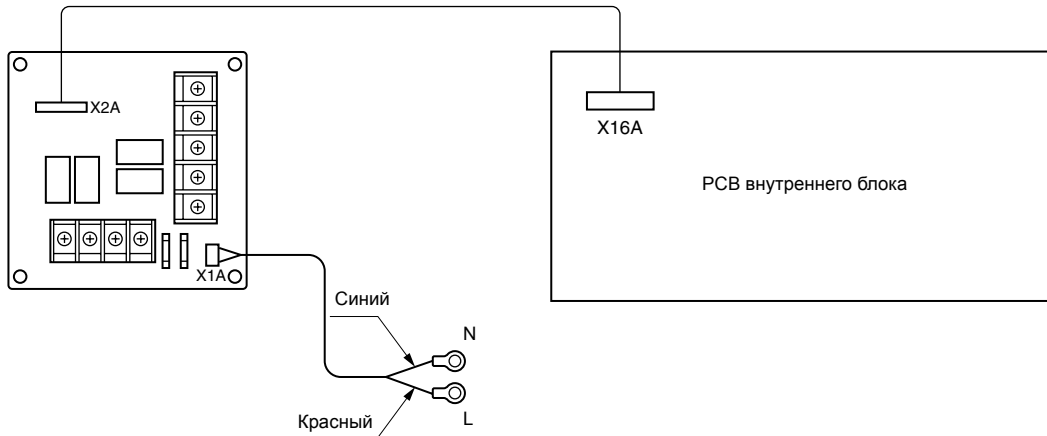 X2A
X16A
PCB внутреннего блока
X1A
Синий
N
Красный
L